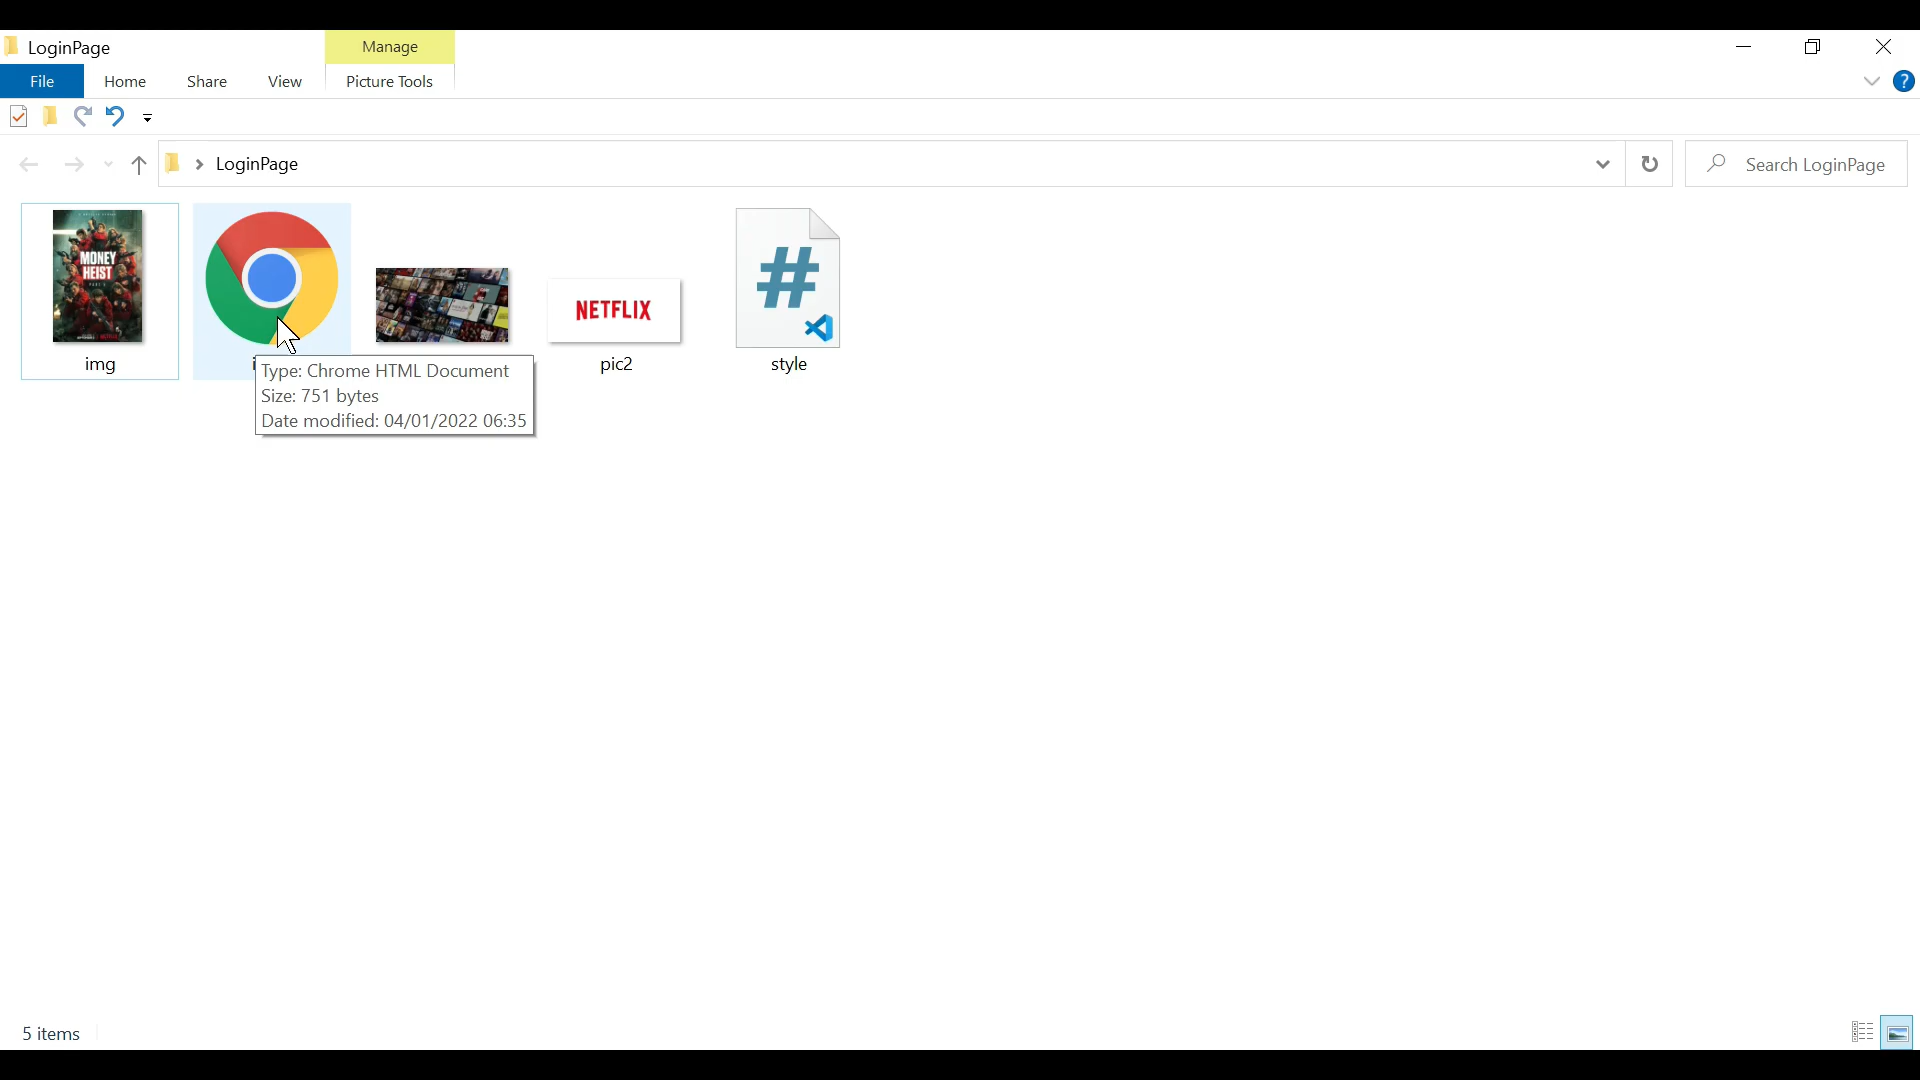 LoginPage
Manage
File
Home
Share
View
Picture Tools
?
LoginPage
Search LoginPage
MONEY
HEIST
NETFLIX
#
img
pic2
style
Type: Chrome HTML Document
Size: 751 bytes
Date modified: 04/01/2022 06:35
5 items